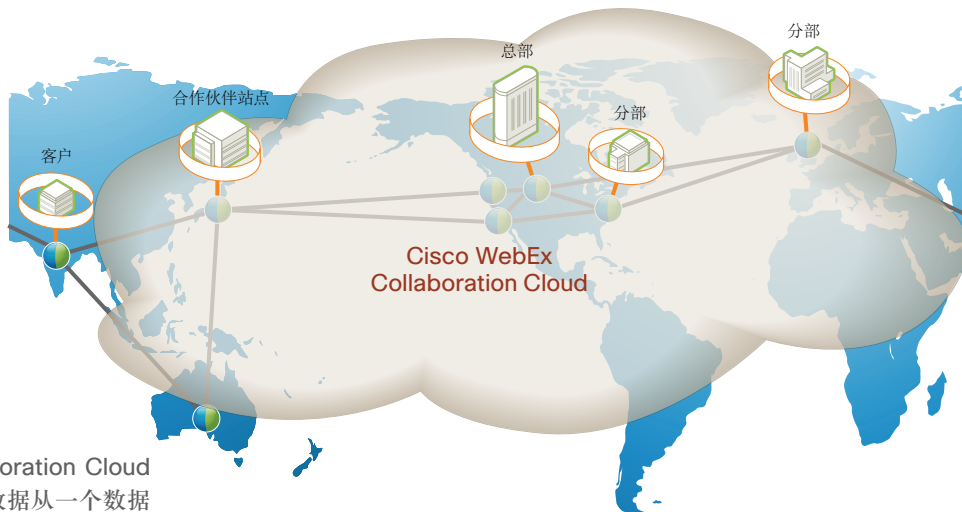 分部
总部
合作伙伴站点
分部
客户
Cisco WebEx
Collaboration Cloud
oration Cloud
数据从一个数据